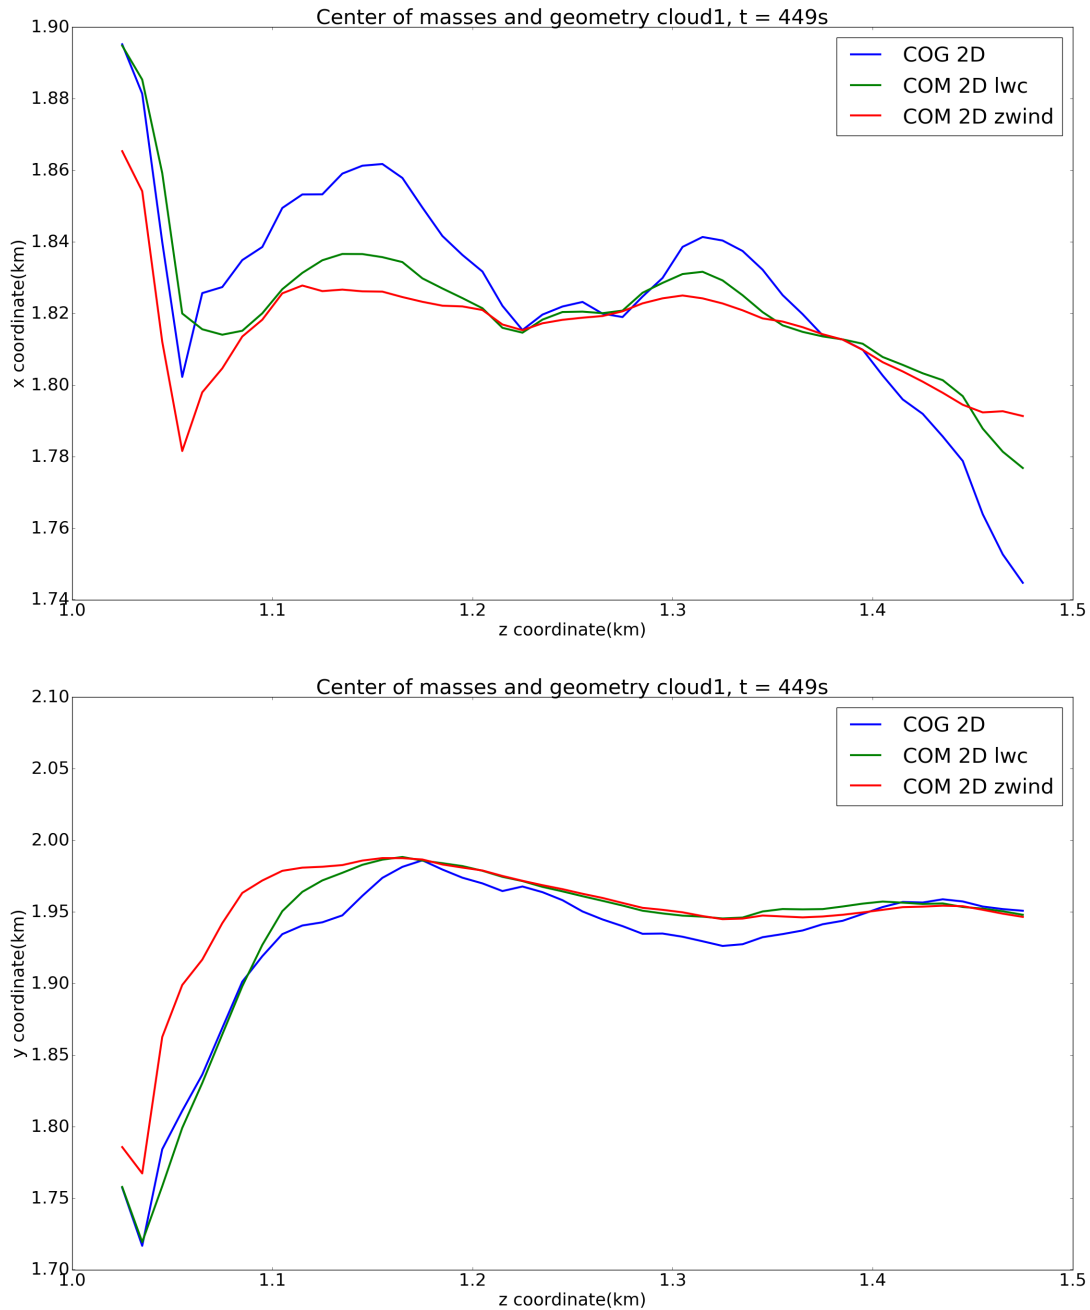 Center of masses and geometry cloud1, t = 449s
1.90
COG 2D
COM 2D lwc
COM 2D zwind
1.88
1.86
1.84
x coordinate(km)
1.82
1.80
1.78
1.76
1.74
1.0 1.1 1.2 1.3 1.4 1.5
z coordinate(km)
Center of masses and geometry cloud1, t = 449s
2.10
COG 2D
COM 2D lwc
COM 2D zwind
2.05
2.00
1.95
y coordinate(km)
1.90
1.85
1.80
1.75
1.70
1.0 1.1 1.2 1.3 1.4 1.5
z coordinate(km)